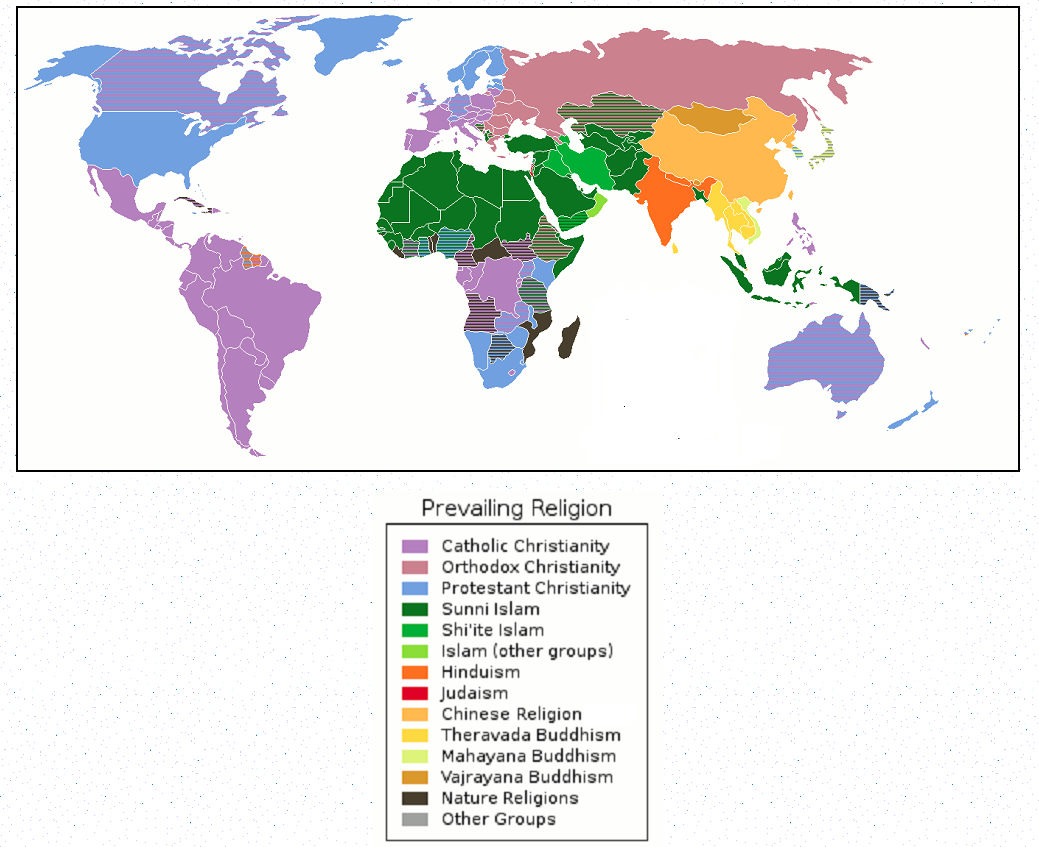 Prevailing Religion
Catholic Christianity
Orthodox Christianity
Protestant Christianity
Sunni Islam
Shi'ite Islam
Islam (other groups)
Hinduism
Judaism
Chinese Religion
Theravada Buddhism
Mahayana Buddhism
Vajrayana Buddhism
Nature Religions
Other Groups